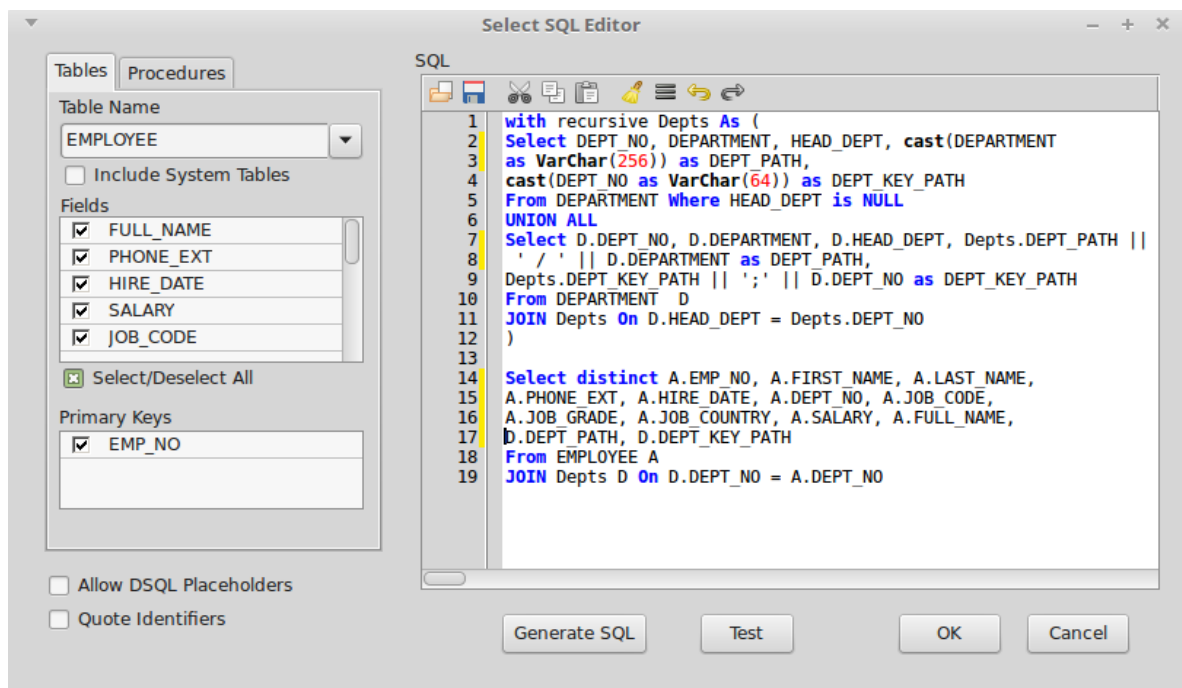 Select SQL Editor
Tables Procedures
Table Name
EMPLOYEE
Include System Tables
Fields
FULL_NAME
PHONE_EXT
HIRE_DATE
SALARY
JOB_CODE
Select/Deselect All
Primary Keys
EMP_NO
Allow DSQL Placeholders
Quote Identifiers
SQL
1 with recursive Depts As (
2 Select DEPT_NO, DEPARTMENT, HEAD_DEPT, cast(DEPARTMENT
3 as VarChar(256)) as DEPT_PATH,
4 cast(DEPT_NO as VarChar(64)) as DEPT_KEY_PATH
5 From DEPARTMENT Where HEAD_DEPT is NULL
6 UNION ALL
7 Select D.DEPT_NO, D.DEPARTMENT, D.HEAD_DEPT, Depts.DEPT_PATH ||
8 ' / ' || D.DEPARTMENT as DEPT_PATH,
9 Depts.DEPT_KEY_PATH || ';' || D.DEPT_NO as DEPT_KEY_PATH
10 From DEPARTMENT  D
11 JOIN Depts On D.HEAD_DEPT = Depts.DEPT_NO
12 )
13
14 Select distinct A.EMP_NO, A.FIRST_NAME, A.LAST_NAME,
15 A.PHONE_EXT, A.HIRE_DATE, A.DEPT_NO, A.JOB_CODE,
16 A.JOB_GRADE, A.JOB_COUNTRY, A.SALARY, A.FULL_NAME,
17 D.DEPT_PATH, D.DEPT_KEY_PATH
18 From EMPLOYEE A
19 JOIN Depts D On D.DEPT_NO = A.DEPT_NO
Generate SQL Test OK Cancel